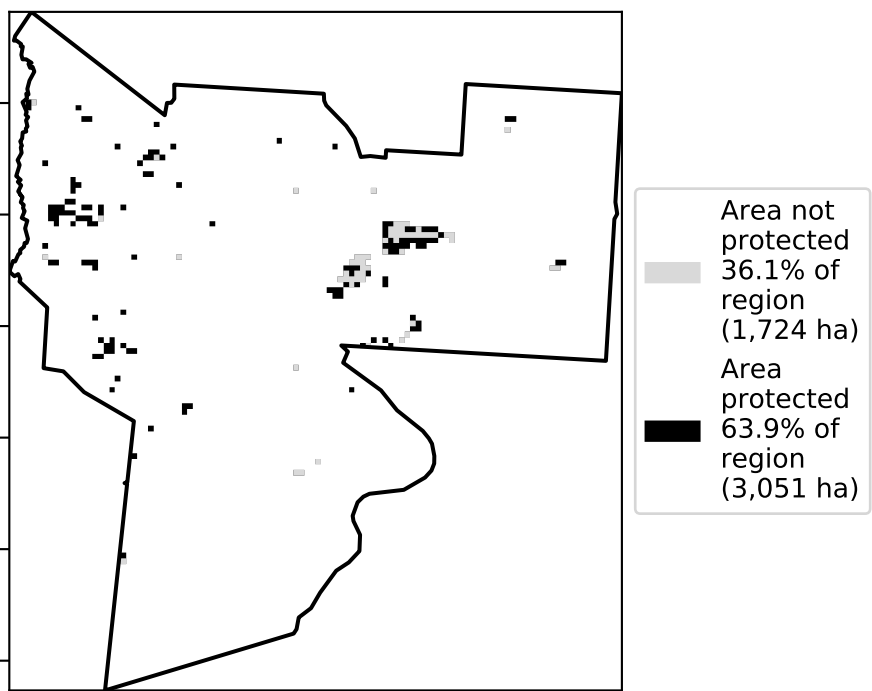 Area not
protected
36.1% of
region
(1,724 ha)
Area
protected
63.9% of
region
(3,051 ha)